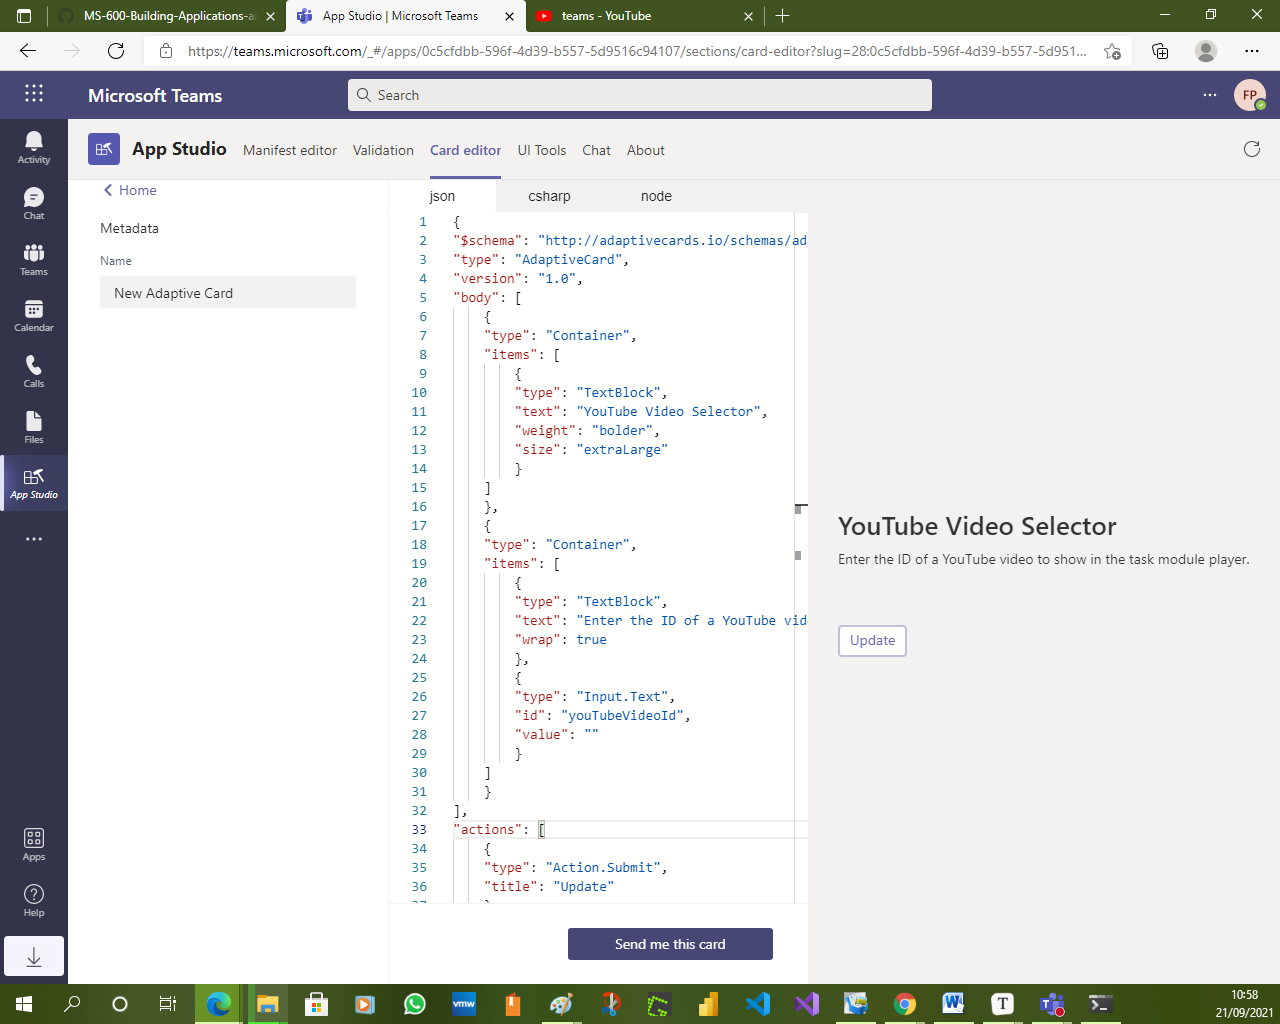 MS-600-Building-Applications-a
App Studio | Microsoft Teams
teams - YouTube
https://teams.microsoft.com/_#/apps/0c5cfdbb-596f-4d39-b557-5d9516c94107/sections/card-editor?slug=28:0c5cfdbb-596f-4d39-b557-5d951...
Microsoft Teams
Search
FP
Activity
Chat
Teams
Calendar
Calls
Files
App Studio
Apps
Help
App Studio
Manifest editor
Validation
Card editor
UI Tools
Chat
About
Home
Metadata
Name
New Adaptive Card
json
csharp
node
1 {
2 "$schema": "http://adaptivecards.io/schemas/ad
3 "type": "AdaptiveCard",
4 "version": "1.0",
5 "body": [
6 {
7 "type": "Container",
8 "items": [
9 {
10 "type": "TextBlock",
11 "text": "YouTube Video Selector",
12 "weight": "bolder",
13 "size": "extraLarge"
14 }
15 ]
16 },
17 {
18 "type": "Container",
19 "items": [
20 {
21 "type": "TextBlock",
22 "text": "Enter the ID of a YouTube vid
23 "wrap": true
24 },
25 {
26 "type": "Input.Text",
27 "id": "youTubeVideoId",
28 "value": ""
29 }
30 ]
31 }
32 ],
33 "actions": [
34 {
35 "type": "Action.Submit",
36 "title": "Update"
Send me this card
YouTube Video Selector
Enter the ID of a YouTube video to show in the task module player.
Update
vmw
T
10:58
21/09/2021